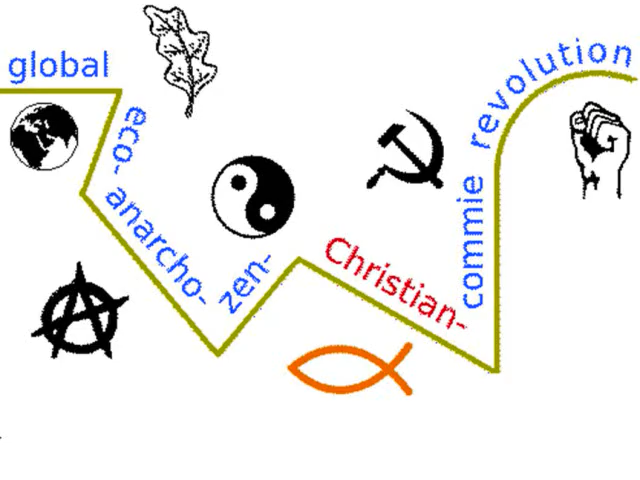 global
eco-
anarcho-
zen-
Christian-
commie
revolution